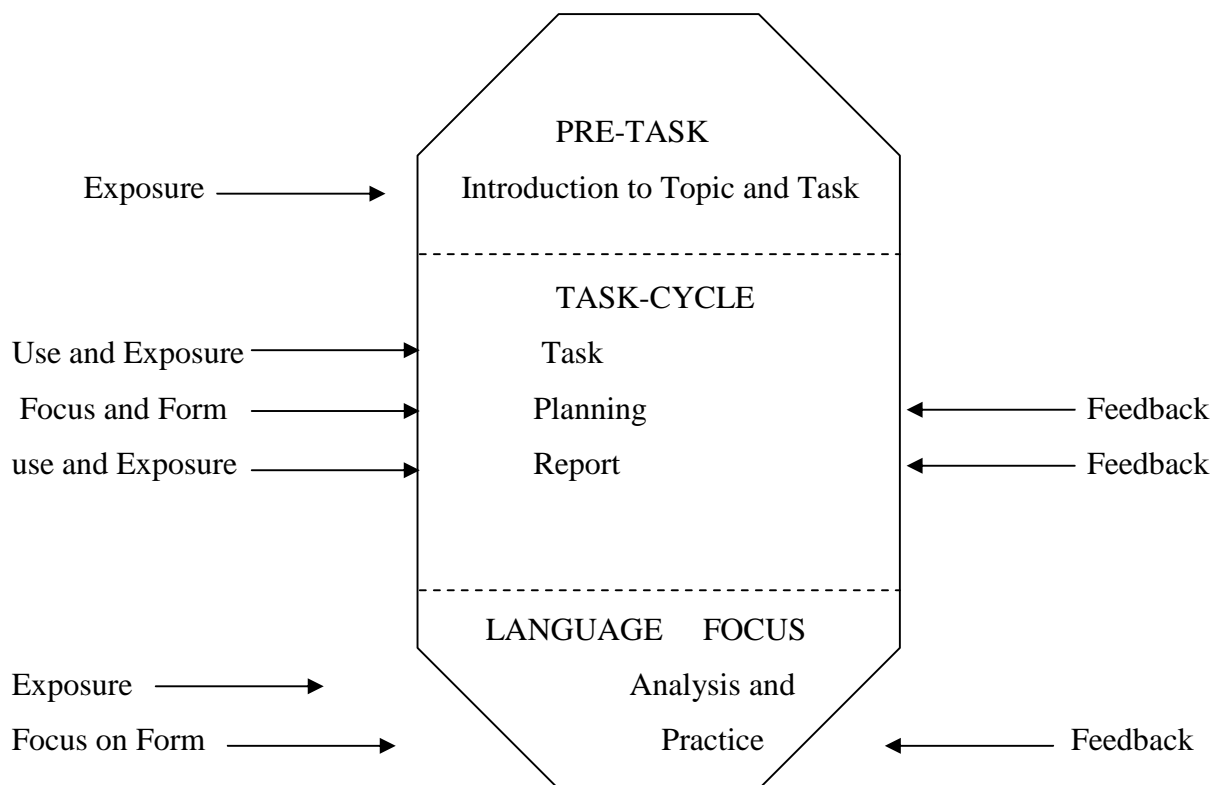 PRE-TASK
Exposure Introduction to Topic and Task
TASK-CYCLE
Use and Exposure Task
Focus and Form Planning Feedback
use and Exposure Report Feedback
LANGUAGE FOCUS
Exposure Analysis and
Focus on Form Practice Feedback